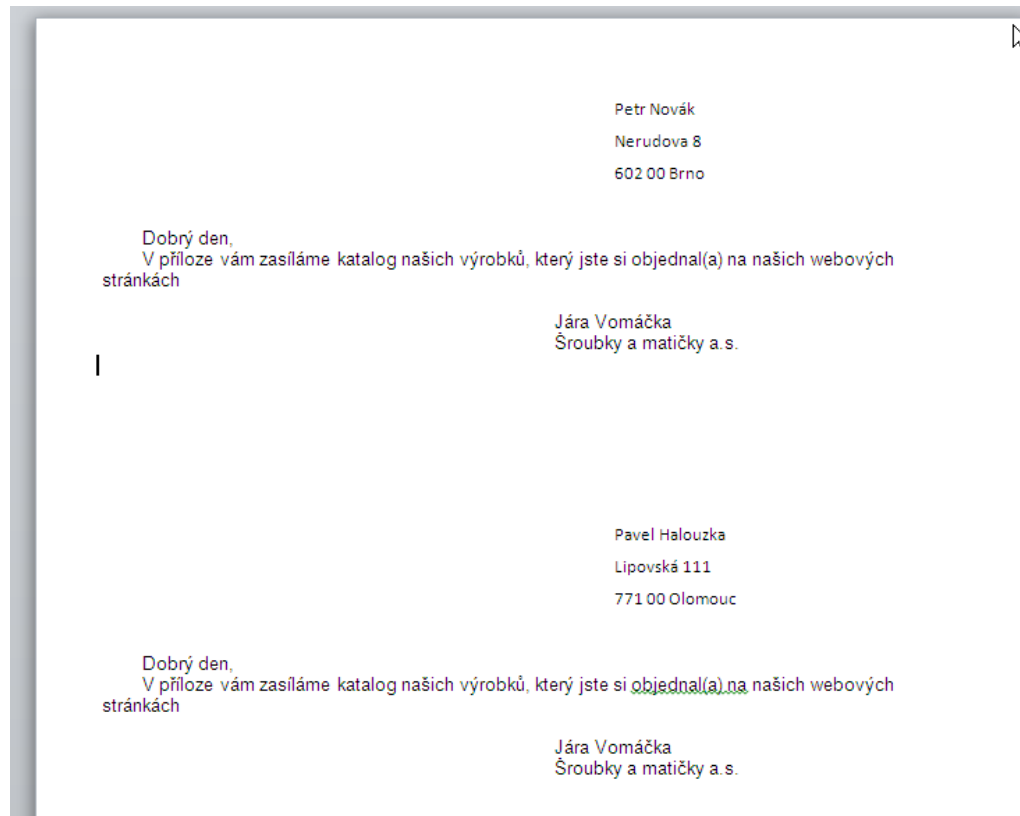 Petr Novák
Nerudova 8
602 00 Brno
Dobrý den,
V příloze vám zasíláme katalog našich výrobků, který jste si objednal(a) na našich webových
stránkách
Jára Vomáčka
Šroubky a matičky a.s.
Pavel Halouzka
Lipovská 111
771 00 Olomouc
Dobrý den,
V příloze vám zasíláme katalog našich výrobků, který jste si objednal(a) na našich webových
stránkách
Jára Vomáčka
Šroubky a matičky a.s.